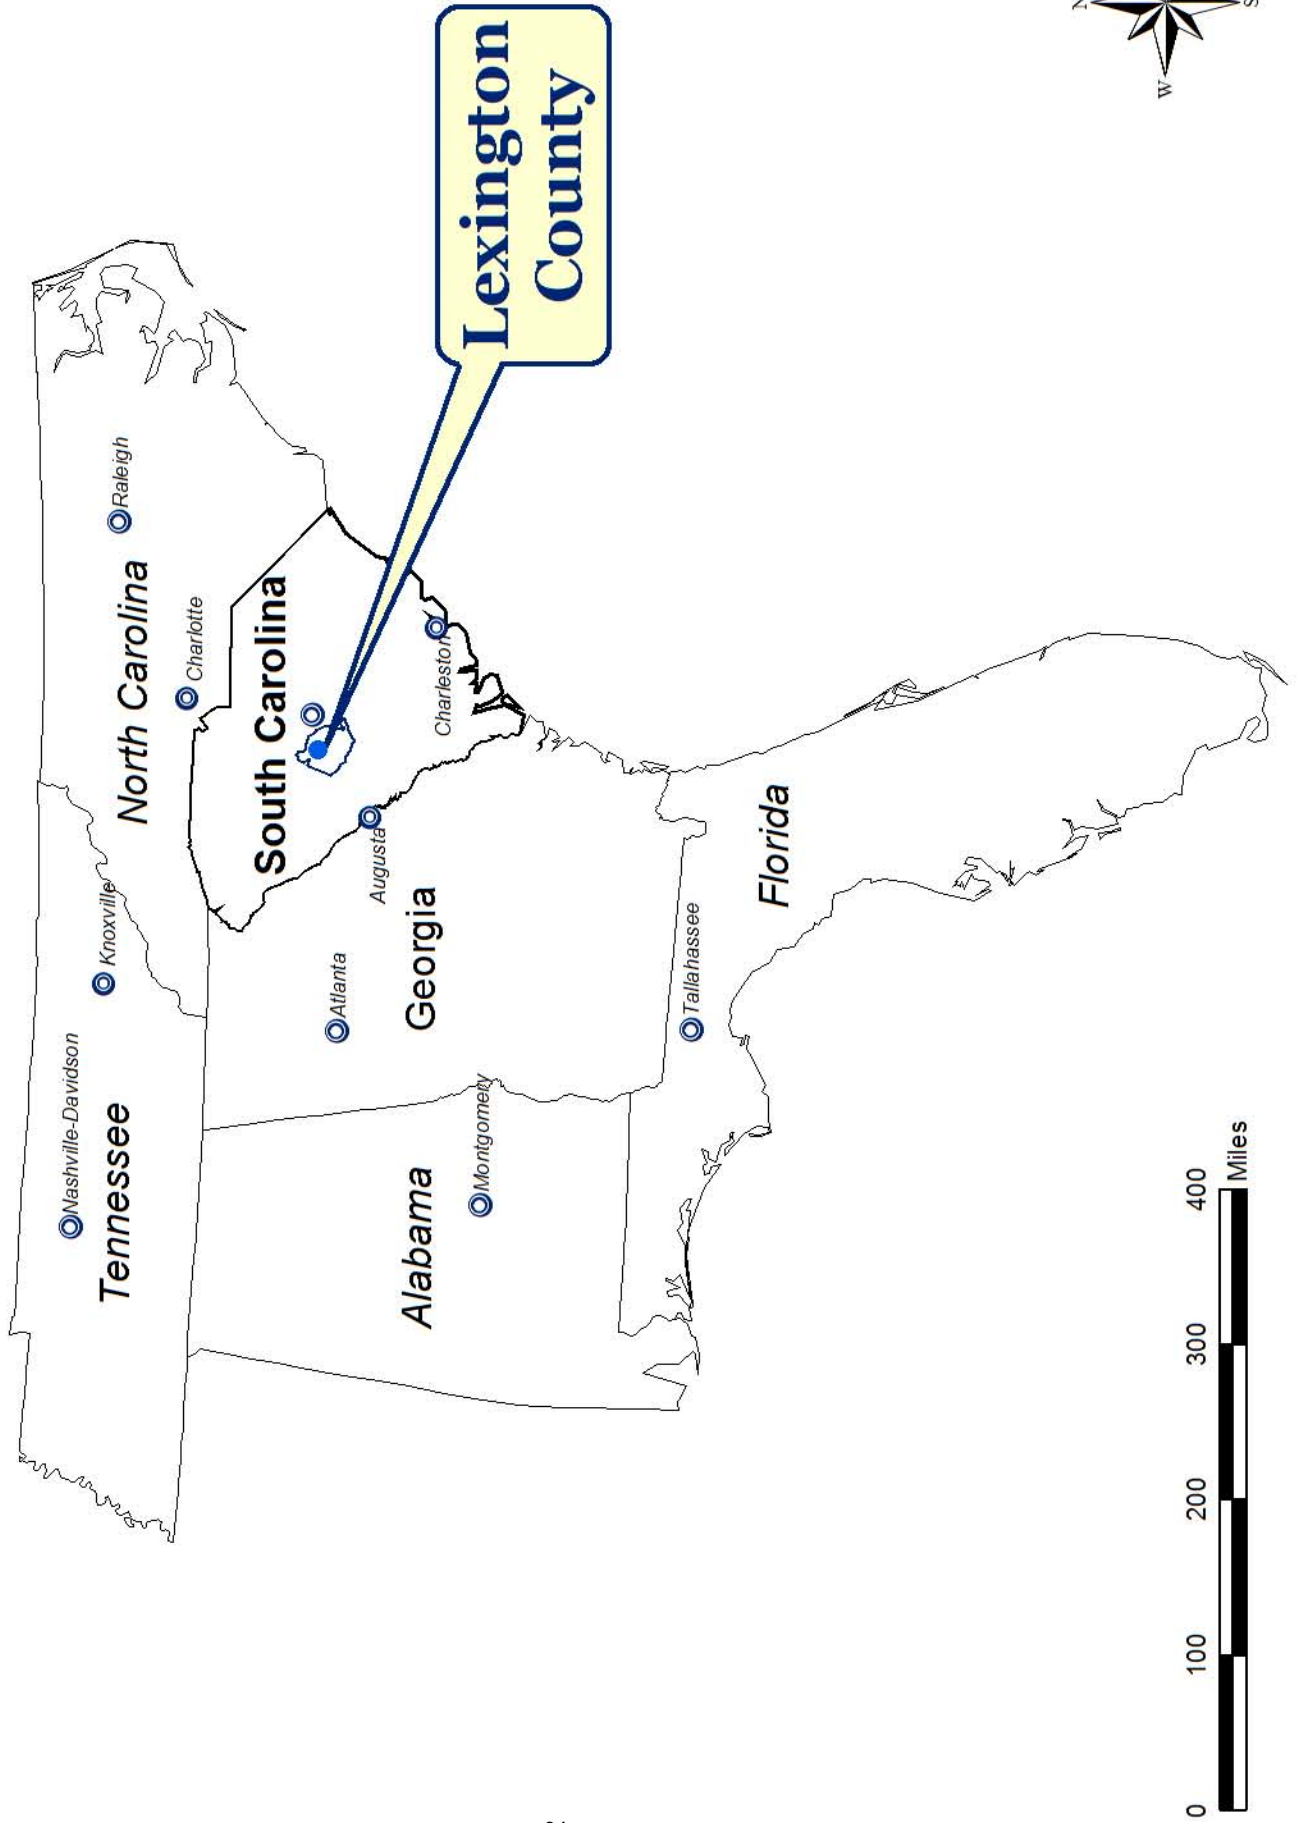 Nashville-Davidson
Tennessee
Knoxville
North Carolina
Raleigh
Charlotte
South Carolina
Lexington
County
Charleston
Augusta
Atlanta
Georgia
Montgomery
Alabama
Tallahassee
Florida
0 100 200 300 400
Miles
N
S
W